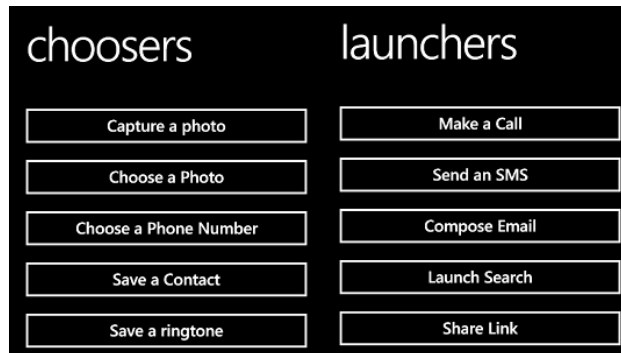 choosers
Capture a photo
Choose a Photo
Choose a Phone Number
Save a Contact
Save a ringtone
launchers
Make a Call
Send an SMS
Compose Email
Launch Search
Share Link